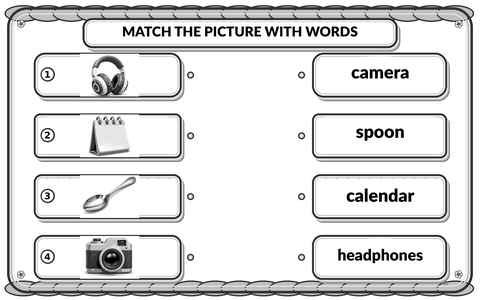 MATCH THE PICTURE WITH WORDS
1 camera
2 spoon
3 calendar
4 headphones